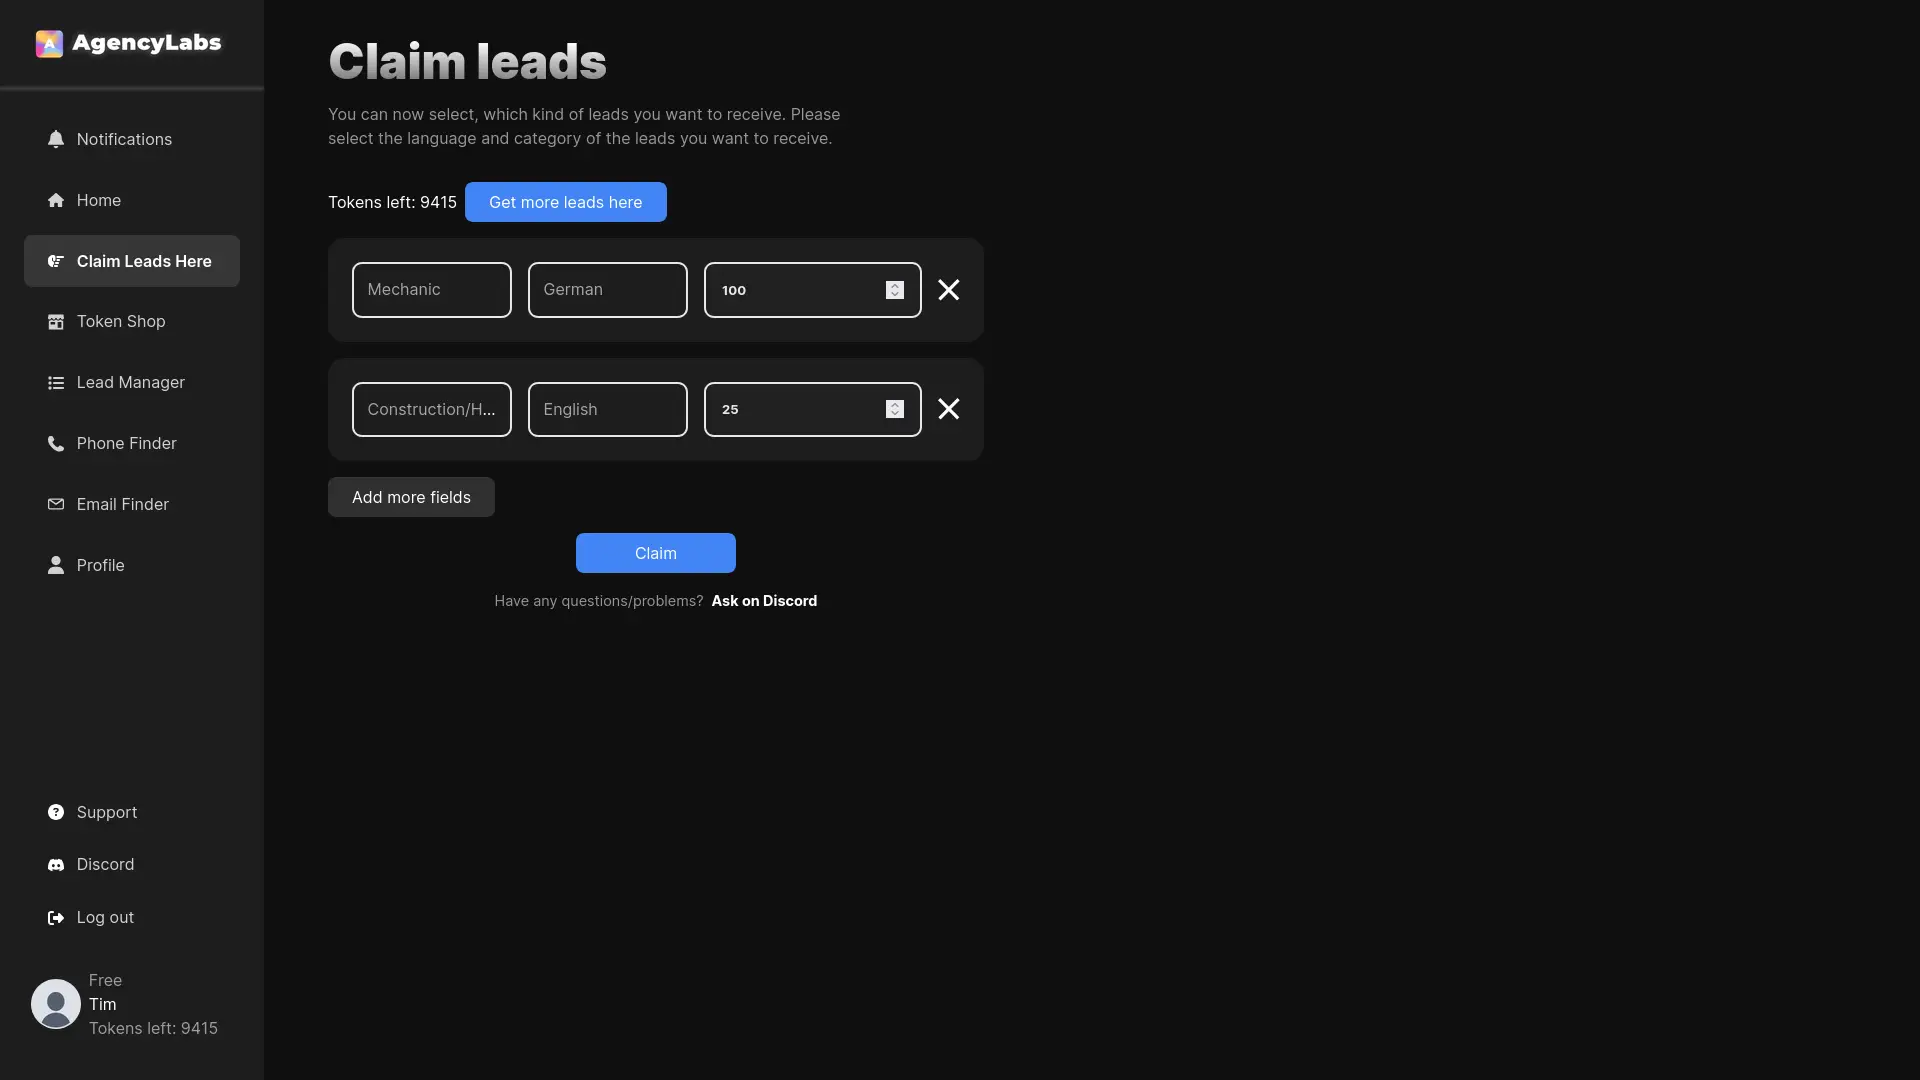 AgencyLabs
Notifications
Home
Claim Leads Here
Token Shop
Lead Manager
Phone Finder
Email Finder
Profile
Support
Discord
Log out
Free
Tim
Tokens left: 9415
Claim leads
You can now select, which kind of leads you want to receive. Please
select the language and category of the leads you want to receive.
Tokens left: 9415 Get more leads here
Mechanic German 100
Construction/H... English 25
Add more fields
Claim
Have any questions/problems? Ask on Discord